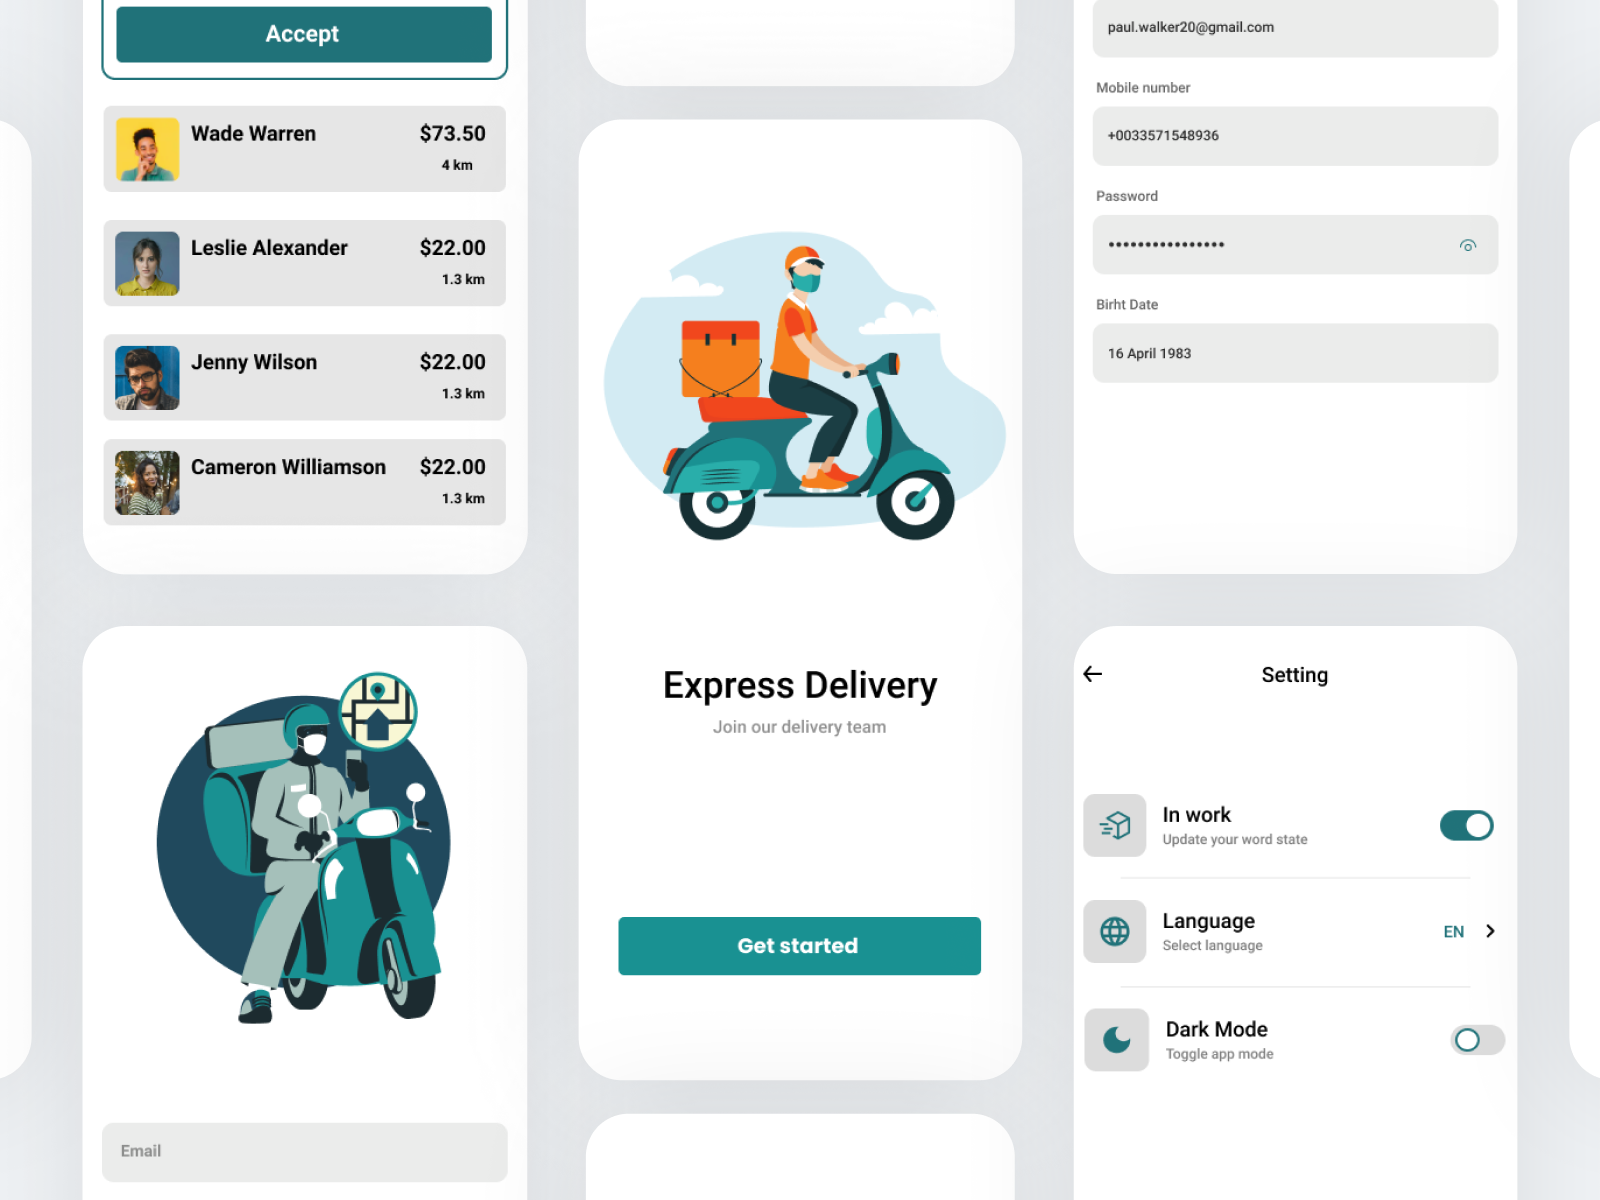 Accept
Wade Warren
$73.50
4 km
Leslie Alexander
$22.00
1.3 km
Jenny Wilson
$22.00
1.3 km
Cameron Williamson
$22.00
1.3 km
Email
Express Delivery
Join our delivery team
Get started
paul.walker20@gmail.com
Mobile number
+0033571548936
Password
•••••••••••••••
Birht Date
16 April 1983
Setting
In work
Update your word state
Language
Select language
EN
Dark Mode
Toggle app mode